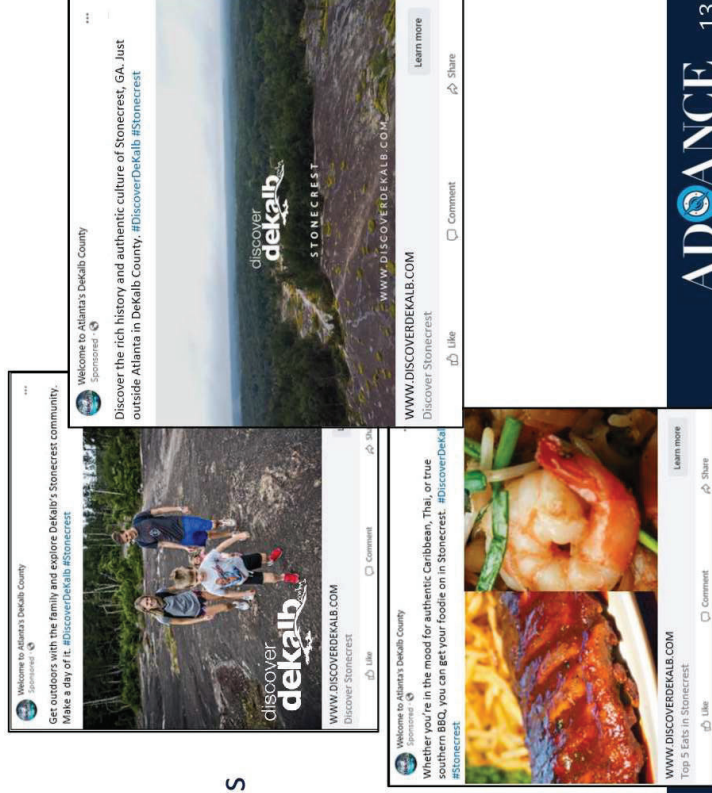 s
Welcome to Atlanta's DeKalb County
Sponsored ·
Get outdoors with the family and explore DeKalb's Stonecrest community.
Make a day of it. #DiscoverDeKalb #Stonecrest
discover
dekalb
WWW.DISCOVERDEKALB.COM
Discover Stonecrest
Like
Comment
Sh
Welcome to Atlanta's DeKalb County
Sponsored ·
Discover the rich history and authentic culture of Stonecrest, GA. Just
outside Atlanta in DeKalb County. #DiscoverDeKalb #Stonecrest
discover
dekalb
STONECREST
WWW.DISCOVERDEKALB.COM
WWW.DISCOVERDEKALB.COM
Discover Stonecrest
Learn more
Like
Comment
Share
Welcome to Atlanta's DeKalb County
Sponsored ·
Whether you're in the mood for authentic Caribbean, Thai, or true
southern BBQ, you can get your foodie on in Stonecrest. #DiscoverDeKal
#Stonecrest
WWW.DISCOVERDEKALB.COM
Top 5 Eats in Stonecrest
Learn more
Like
Comment
Share
13